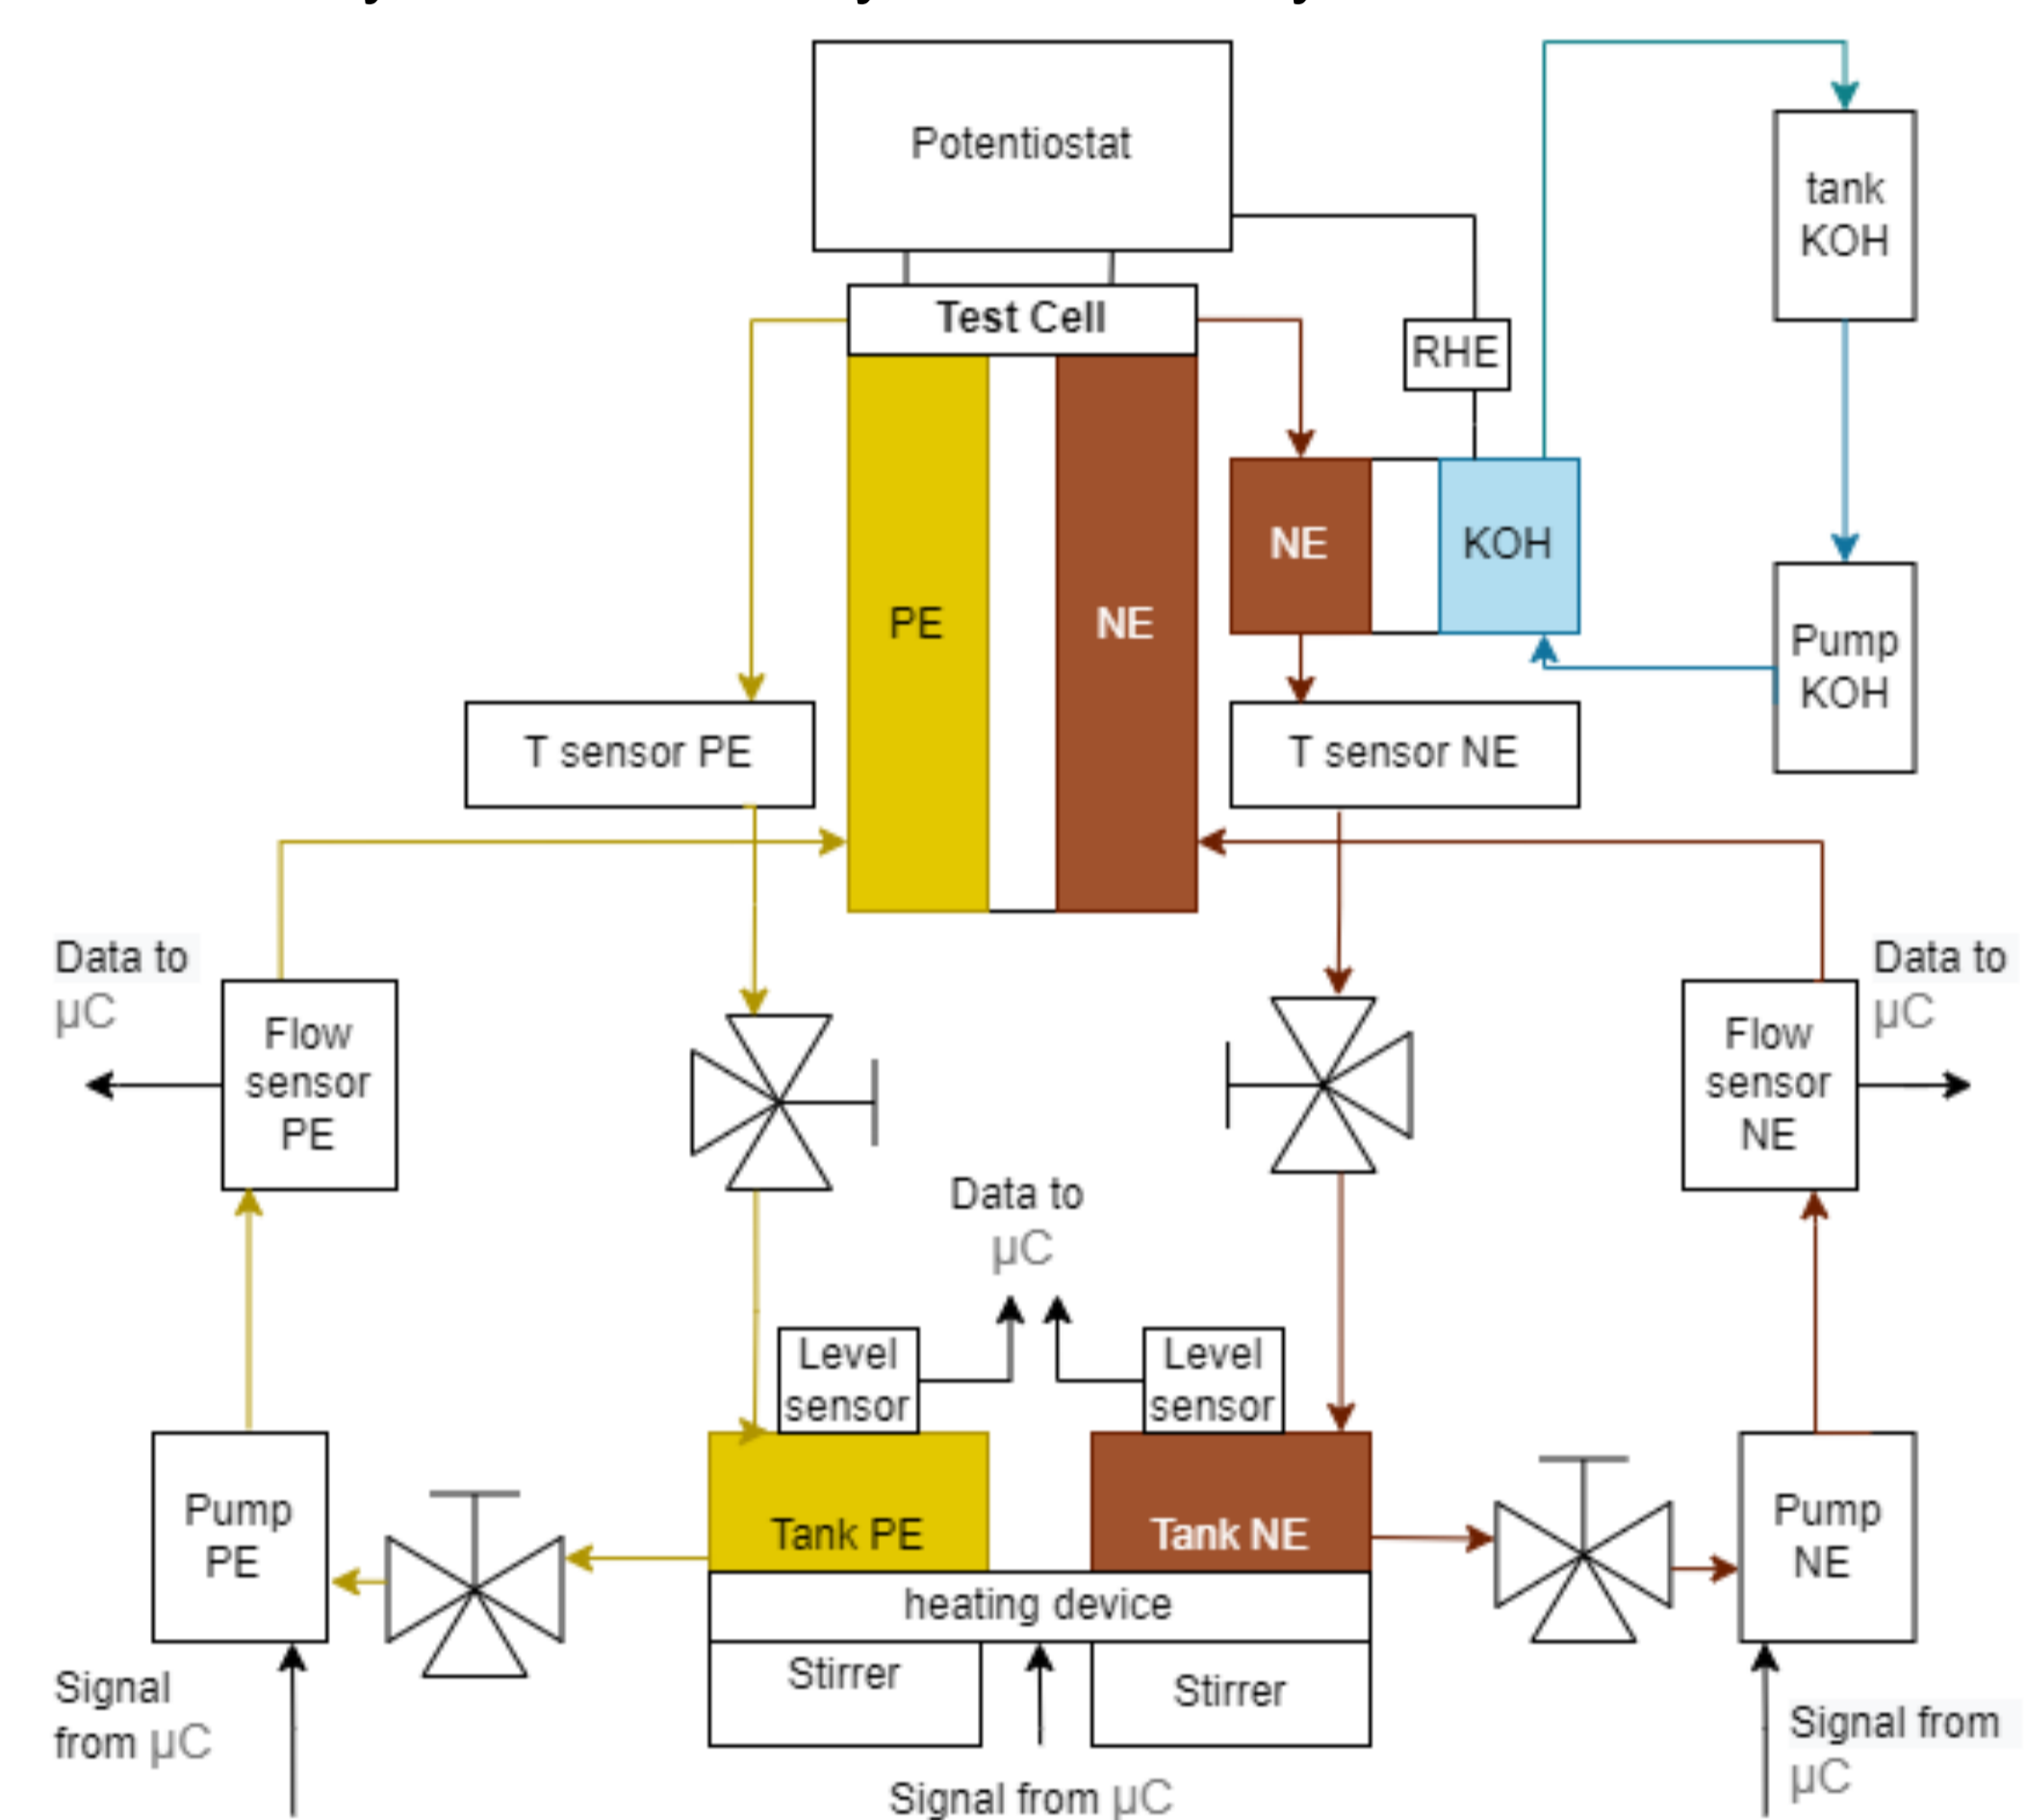 Potentiostat
tank
KOH
Test Cell
RHE
NE
KOH
PE
NE
Pump
KOH
T sensor PE
T sensor NE
Data to
µC
Flow
sensor
PE
Data to
µC
Flow
sensor
NE
Data to
µC
Level
sensor
Level
sensor
Pump
PE
Tank PE
Tank NE
Pump
NE
heating device
Stirrer
Stirrer
Signal
from µC
Signal from µC
Signal from
µC